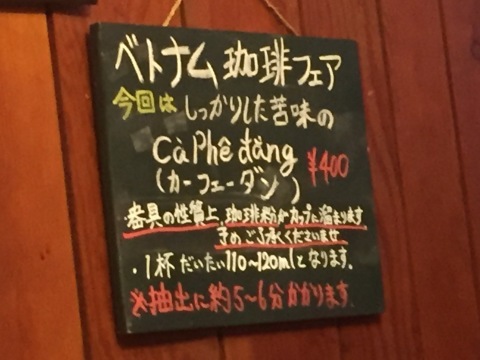 ベトナム珈琲フェア
今回はしっかりした苦味の
Cà Phê đắng
(カーフェーダン)
¥400
・器具の性質上、珈琲粉がカップに溜まります
予めご了承くださいませ
・1杯だいたい110〜120mlとなります。
※抽出に約5〜6分かかります